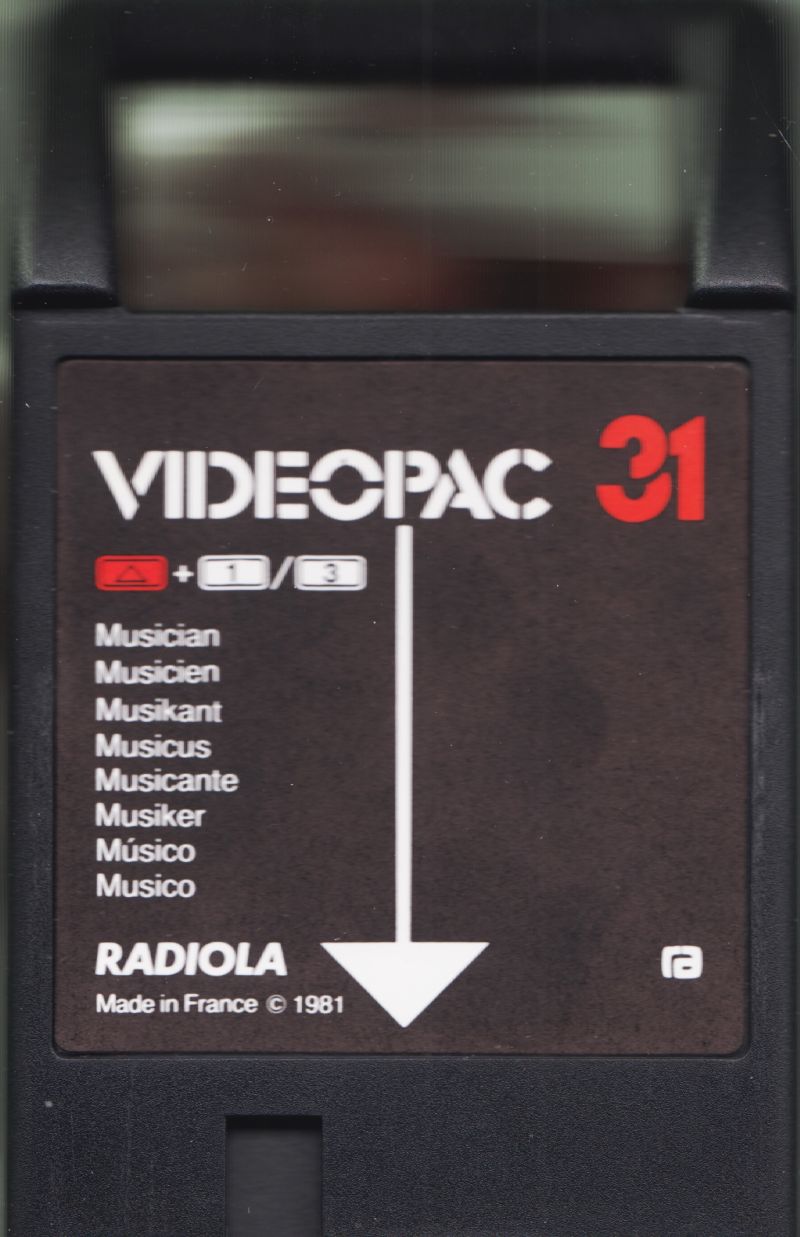 VIDEOPAC 31
+ 1 / 3
Musician
Musicien
Musikant
Musicus
Musicante
Musiker
Músico
Musico
RADIOLA
Made in France © 1981